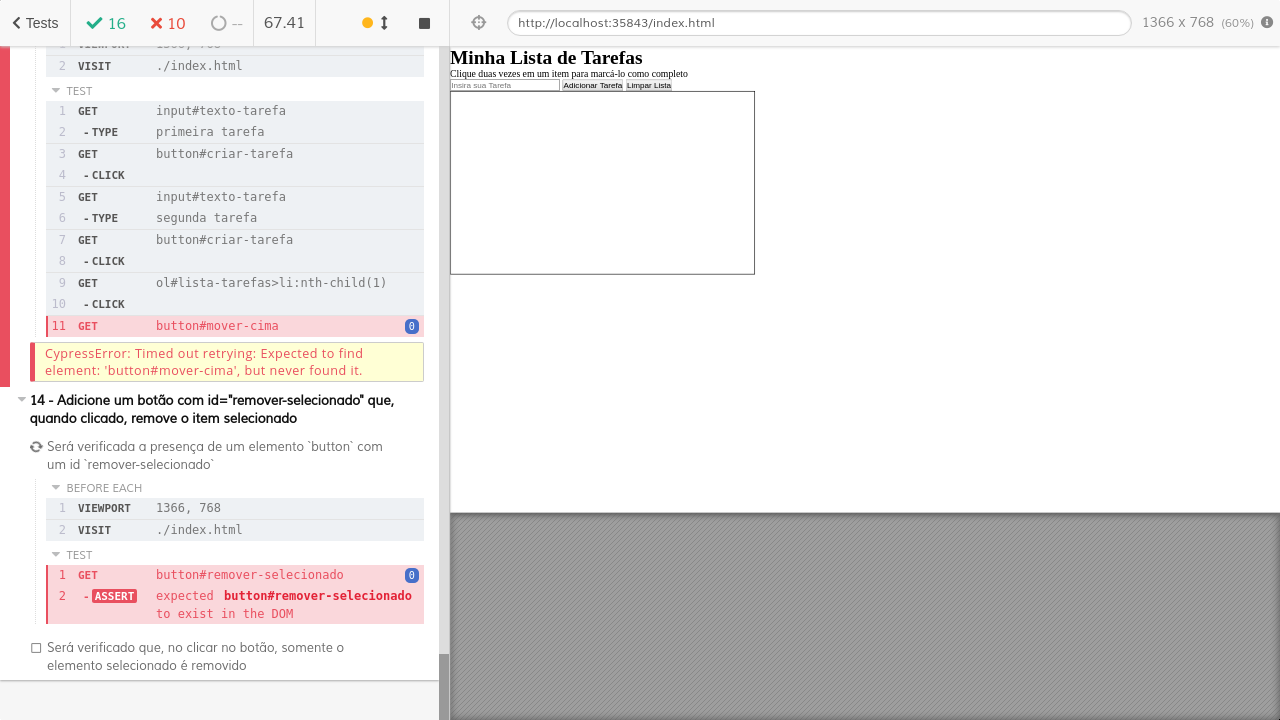 Tests
16
10
--
67.41
http://localhost:35843/index.html
1366 x 768 (60%)
2 VISIT ./index.html
TEST
1 GET input#texto-tarefa
2 -TYPE primeira tarefa
3 GET button#criar-tarefa
4 -CLICK
5 GET input#texto-tarefa
6 -TYPE segunda tarefa
7 GET button#criar-tarefa
8 -CLICK
9 GET ol#lista-tarefas>li:nth-child(1)
10 -CLICK
11 GET button#mover-cima 0
CypressError: Timed out retrying: Expected to find
element: 'button#mover-cima', but never found it.
14 - Adicione um botão com id="remover-selecionado" que,
quando clicado, remove o item selecionado
Será verificada a presença de um elemento `button` com
um id `remover-selecionado`
BEFORE EACH
1 VIEWPORT 1366, 768
2 VISIT ./index.html
TEST
1 GET button#remover-selecionado 0
2 -ASSERT expected button#remover-selecionado
to exist in the DOM
Será verificado que, no clicar no botão, somente o
elemento selecionado é removido
Minha Lista de Tarefas
Clique duas vezes em um item para marcá-lo como completo
Insira sua Tarefa Adicionar Tarefa Limpar Lista